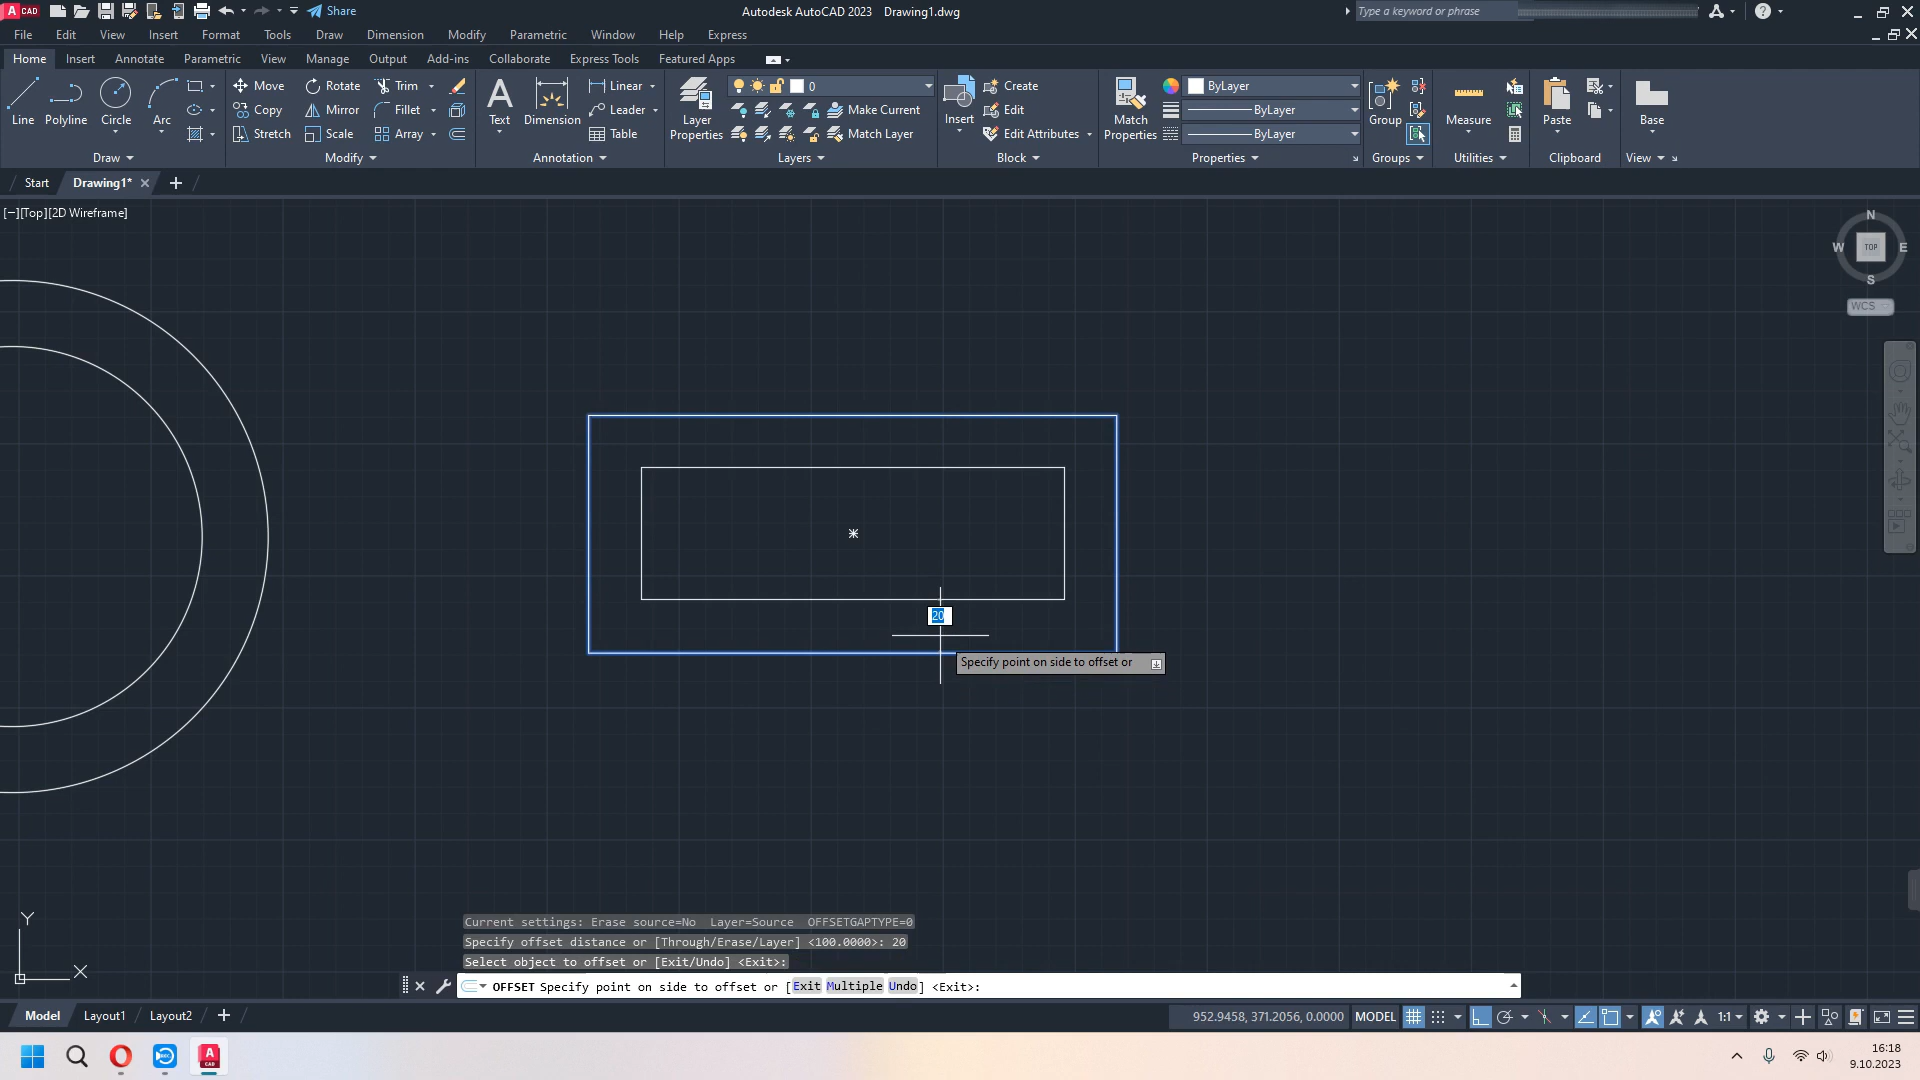 CAD
Share
Autodesk AutoCAD 2023 Drawing1.dwg
Type a keyword or phrase
File Edit View Insert Format Tools Draw Dimension Modify Parametric Window Help Express
Home Insert Annotate Parametric View Manage Output Add-ins Collaborate Express Tools Featured Apps
Line
Polyline
Circle
Arc
Draw
Move Rotate Trim
Copy Mirror Fillet
Stretch Scale Array
Modify
Text
Dimension
Linear
Leader
Table
Annotation
Layer
Properties
0
Make Current
Match Layer
Layers
Insert
Create
Edit
Edit Attributes
Block
Match
Properties
ByLayer
ByLayer
ByLayer
Properties
Group
Groups
Measure
Utilities
Paste
Clipboard
Base
View
Start Drawing1*
[−][Top][2D Wireframe]
N
W TOP E
S
WCS
20
Specify point on side to offset or
Y
X
Current settings: Erase source=No Layer=Source OFFSETGAPTYPE=0
Specify offset distance or [Through/Erase/Layer] <100.0000>: 20
Select object to offset or [Exit/Undo] <Exit>:
OFFSET Specify point on side to offset or [Exit Multiple Undo] <Exit>:
Model Layout1 Layout2
952.9458, 371.2056, 0.0000 MODEL
1:1
16:18
9.10.2023